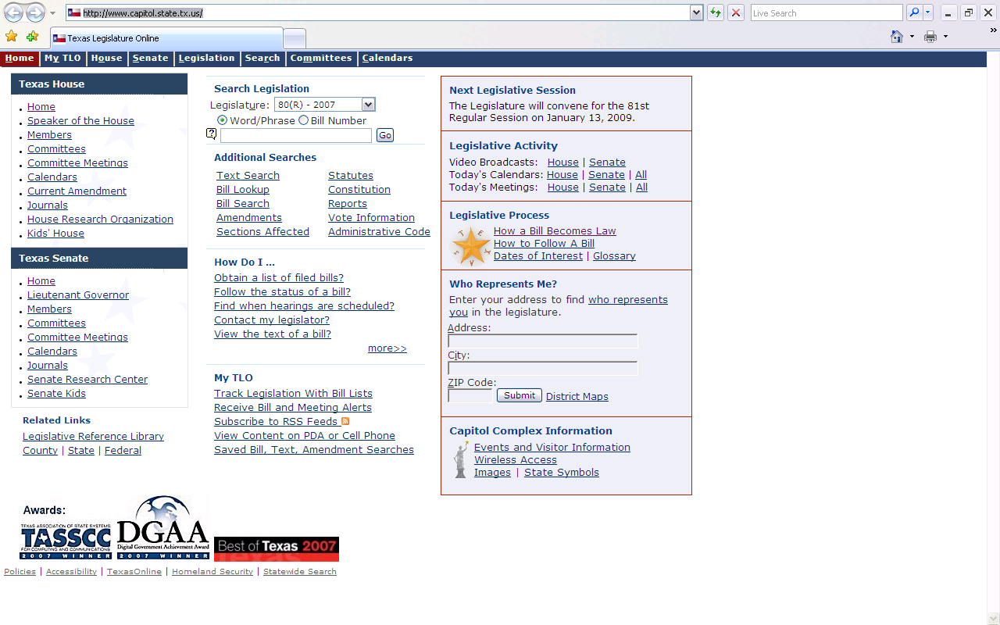 http://www.capitol.state.tx.us/
Live Search
Texas Legislature Online
Home | My TLO | House | Senate | Legislation | Search | Committees | Calendars
Texas House
Home
Speaker of the House
Members
Committees
Committee Meetings
Calendars
Current Amendment
Journals
House Research Organization
Kids' House
Texas Senate
Home
Lieutenant Governor
Members
Committees
Committee Meetings
Calendars
Journals
Senate Research Center
Senate Kids
Related Links
Legislative Reference Library
County | State | Federal
Search Legislation
Legislature: 80(R) - 2007
Word/Phrase Bill Number
? Go
Additional Searches
Text Search Statutes
Bill Lookup Constitution
Bill Search Reports
Amendments Vote Information
Sections Affected Administrative Code
How Do I ...
Obtain a list of filed bills?
Follow the status of a bill?
Find when hearings are scheduled?
Contact my legislator?
View the text of a bill?
more>>
My TLO
Track Legislation With Bill Lists
Receive Bill and Meeting Alerts
Subscribe to RSS Feeds
View Content on PDA or Cell Phone
Saved Bill, Text, Amendment Searches
Next Legislative Session
The Legislature will convene for the 81st
Regular Session on January 13, 2009.
Legislative Activity
Video Broadcasts: House | Senate
Today's Calendars: House | Senate | All
Today's Meetings: House | Senate | All
Legislative Process
TEXAS
How a Bill Becomes Law
How to Follow A Bill
Dates of Interest | Glossary
Who Represents Me?
Enter your address to find who represents
you in the legislature.
Address:
City:
ZIP Code:
Submit District Maps
Capitol Complex Information
Events and Visitor Information
Wireless Access
Images | State Symbols
Awards:
TEXAS ASSOCIATION OF STATE SYSTEMS
TASSCC
FOR COMPUTING AND COMMUNICATIONS
2007 WINNER
DGAA
Digital Government Achievement Award
2007 WINNER
Best of Texas 2007
Texas
Policies | Accessibility | TexasOnline | Homeland Security | Statewide Search